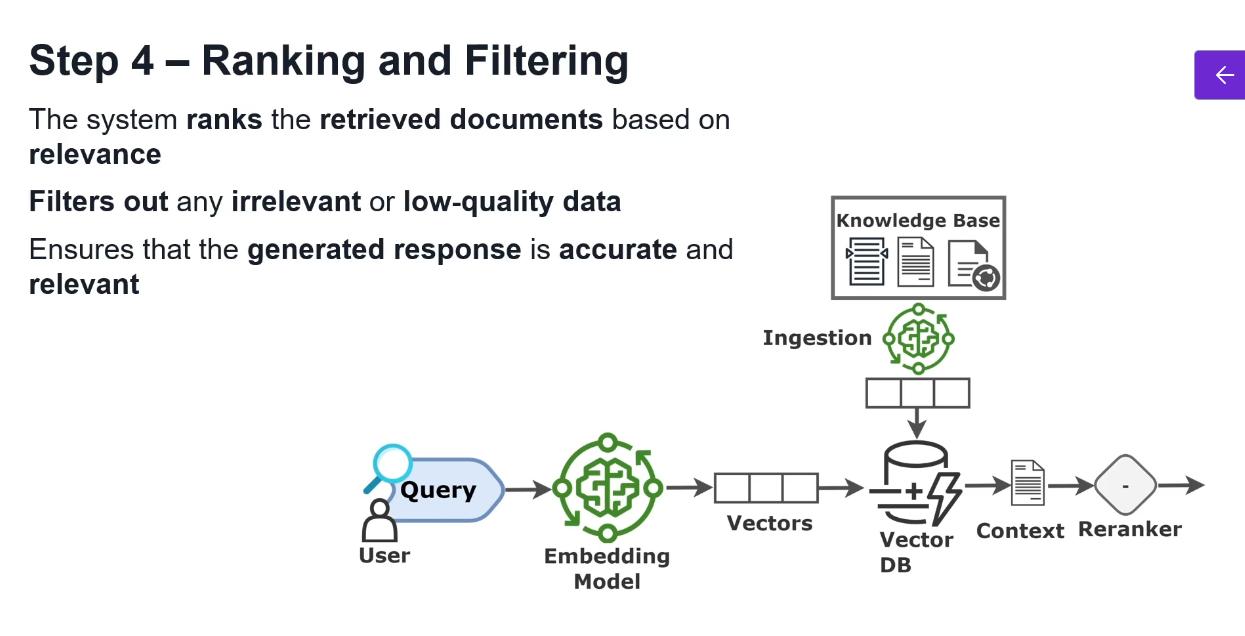 Step 4 – Ranking and Filtering
The system ranks the retrieved documents based on
relevance
Filters out any irrelevant or low-quality data
Ensures that the generated response is accurate and
relevant
Knowledge Base
Ingestion
Query
User
Embedding
Model
Vectors
Vector
DB
Context
Reranker